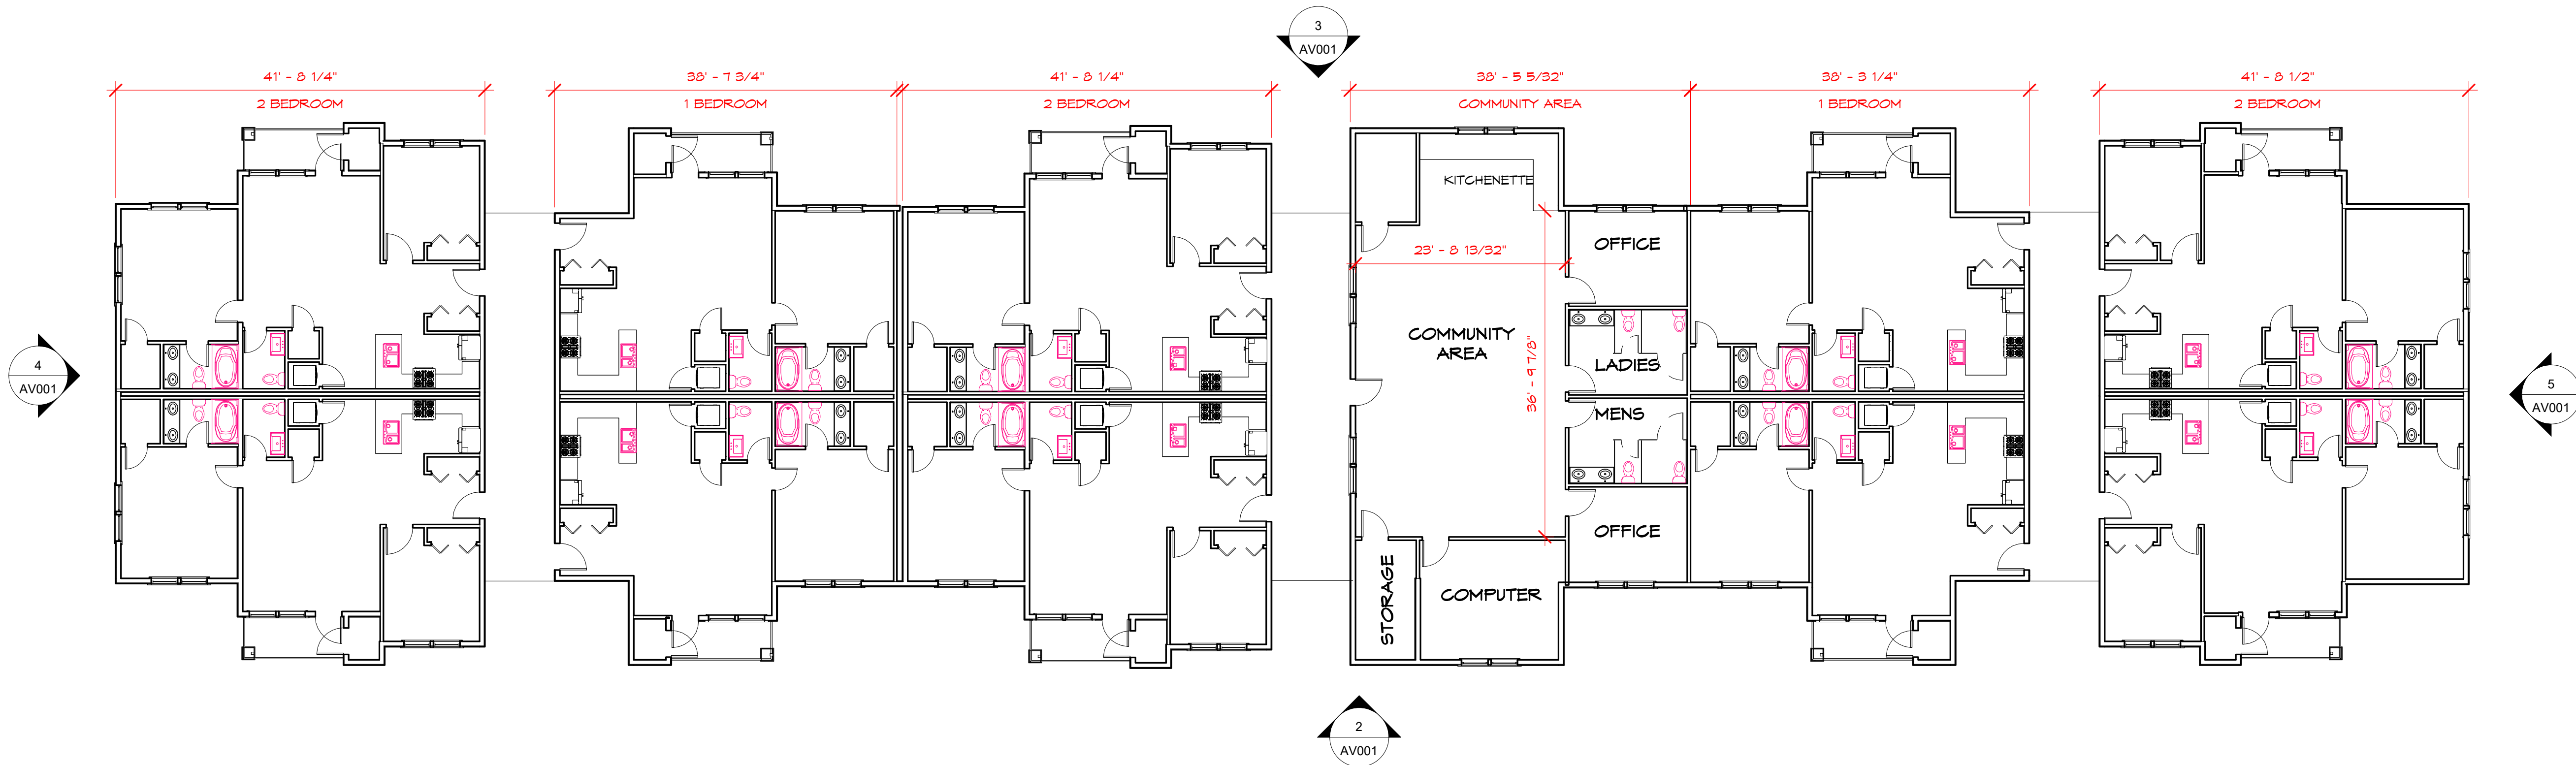 3
AV001
41' - 8 1/4"
38' - 7 3/4"
41' - 8 1/4"
38' - 5 5/32"
38' - 3 1/4"
41' - 8 1/2"
2 BEDROOM
1 BEDROOM
2 BEDROOM
COMMUNITY AREA
1 BEDROOM
2 BEDROOM
KITCHENETTE
OFFICE
23' - 8 13/32"
COMMUNITY
AREA
36' - 9 7/8"
LADIES
4
AV001
5
AV001
MENS
OFFICE
STORAGE
COMPUTER
2
AV001